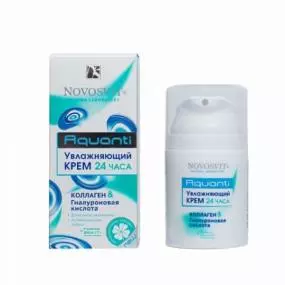 NOVOSVIT
Aquanti
Увлажняющий
КРЕМ 24 ЧАСА
КОЛЛАГЕН &
Гиалуроновая
кислота
NOVOSVIT
Aquanti
Увлажняющий
КРЕМ 24 ЧАСА
КОЛЛАГЕН &
Гиалуроновая
кислота